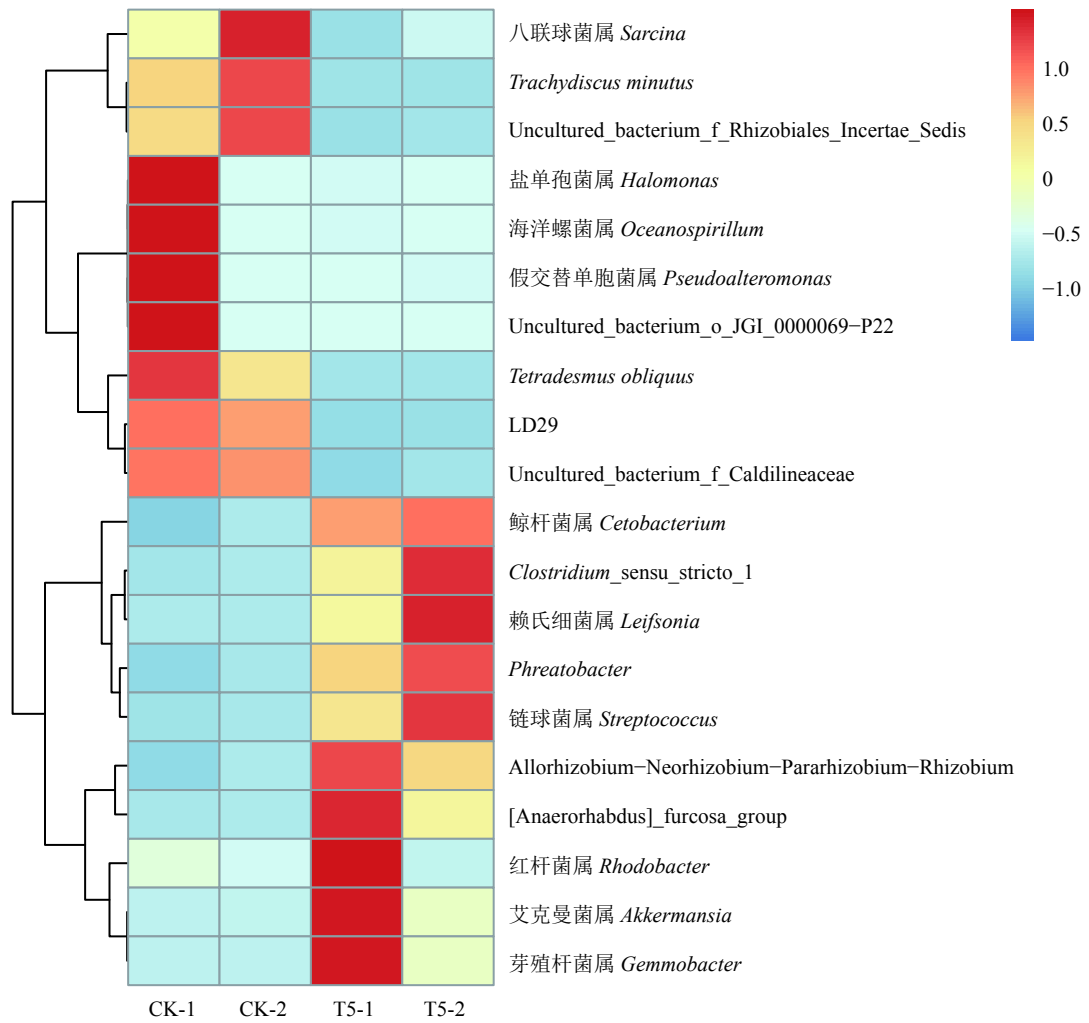 八联球菌属 Sarcina
Trachydiscus minutus
Uncultured_bacterium_f_Rhizobiales_Incertae_Sedis
盐单孢菌属 Halomonas
海洋螺菌属 Oceanospirillum
假交替单胞菌属 Pseudoalteromonas
Uncultured_bacterium_o_JGI_0000069−P22
Tetradesmus obliquus
LD29
Uncultured_bacterium_f_Caldilineaceae
鲸杆菌属 Cetobacterium
Clostridium_sensu_stricto_1
赖氏细菌属 Leifsonia
Phreatobacter
链球菌属 Streptococcus
Allorhizobium−Neorhizobium−Pararhizobium−Rhizobium
[Anaerorhabdus]_furcosa_group
红杆菌属 Rhodobacter
艾克曼菌属 Akkermansia
芽殖杆菌属 Gemmobacter
CK-1 CK-2 T5-1 T5-2
1.0
0.5
0
−0.5
−1.0